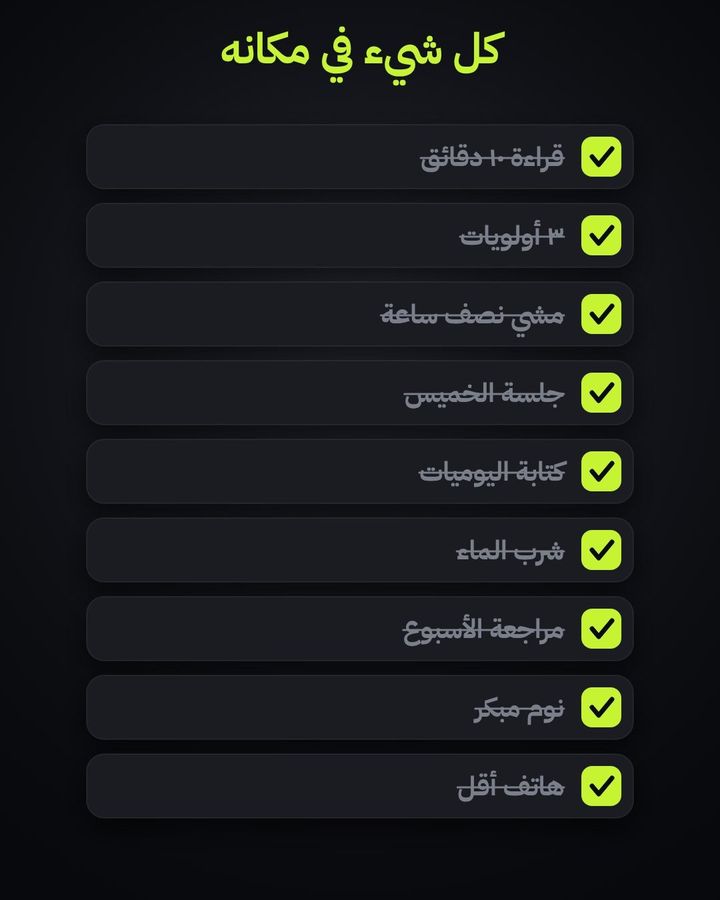 كل شيء في مكانه
قراءة ١٠ دقائق
٣ أولويات
مشي نصف ساعة
جلسة الخميس
كتابة اليوميات
شرب الماء
مراجعة الأسبوع
نوم مبكر
هاتف أقل